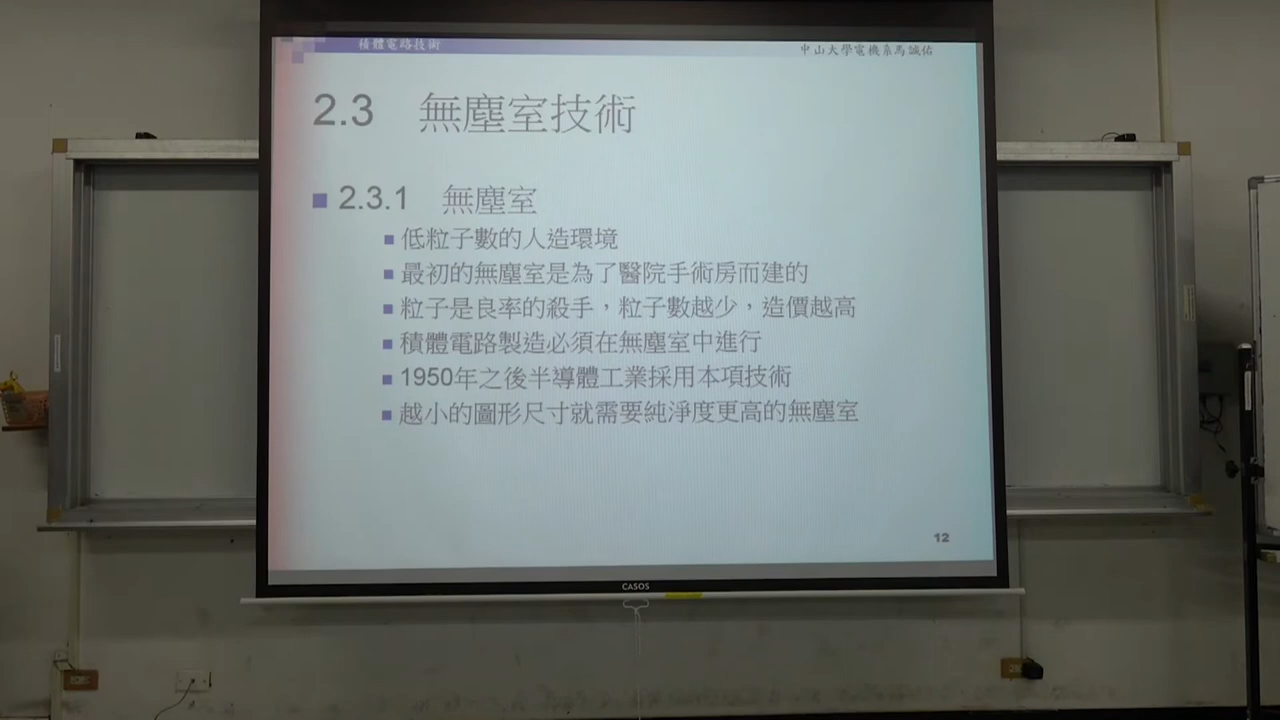 積體電路技術
中山大學電機系馬誠佑
2.3 無塵室技術
2.3.1 無塵室
低粒子數的人造環境
最初的無塵室是為了醫院手術房而建的
粒子是良率的殺手，粒子數越少，造價越高
積體電路製造必須在無塵室中進行
1950年之後半導體工業採用本項技術
越小的圖形尺寸就需要純淨度更高的無塵室
12
CASOS